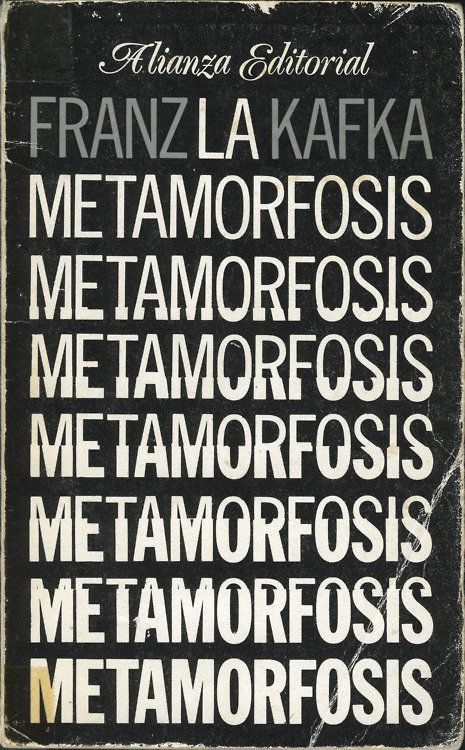 Alianza Editorial
FRANZ LA KAFKA
METAMORFOSIS
METAMORFOSIS
METAMORFOSIS
METAMORFOSIS
METAMORFOSIS
METAMORFOSIS
METAMORFOSIS